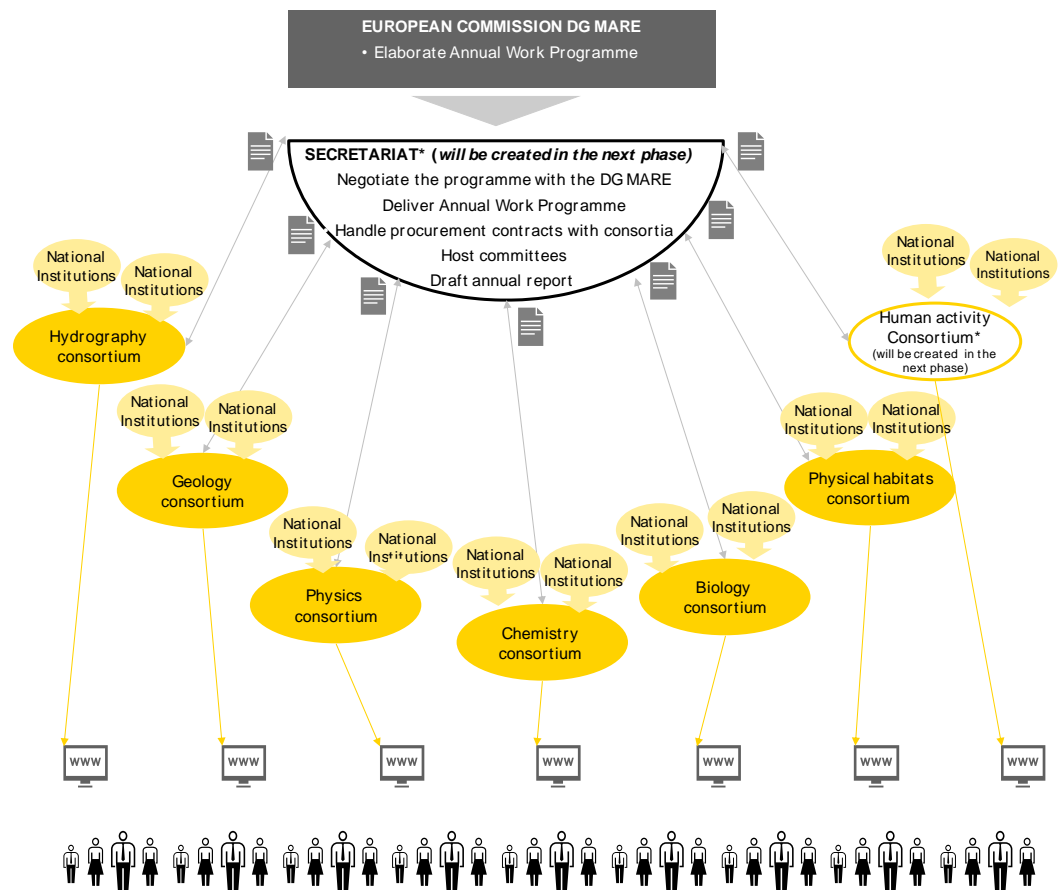 EUROPEAN COMMISSION DG MARE
• Elaborate Annual Work Programme
SECRETARIAT* (will be created in the next phase)
Negotiate the programme with the DG MARE
Deliver Annual Work Programme
Handle procurement contracts with consortia
Host committees
Draft annual report
National
Institutions
National
Institutions
Hydrography
consortium
National
Institutions
National
Institutions
Human activity
Consortium*
(will be created in the
next phase)
National
Institutions
National
Institutions
Geology
consortium
National
Institutions
National
Institutions
Physical habitats
consortium
National
Institutions
National
Institutions
Physics
consortium
National
Institutions
National
Institutions
Chemistry
consortium
National
Institutions
National
Institutions
Biology
consortium
www
www
www
www
www
www
www